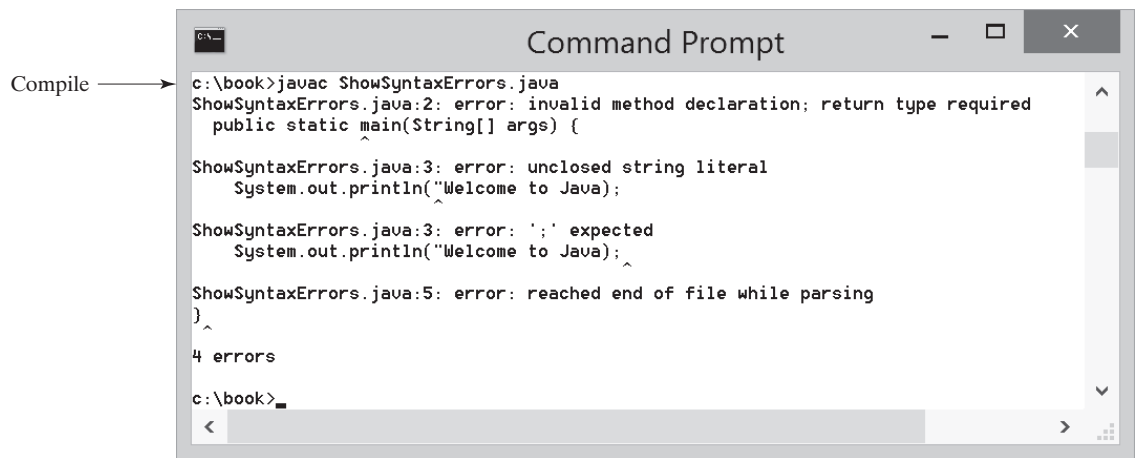 Command Prompt
Compile
c:\book>javac ShowSyntaxErrors.java
ShowSyntaxErrors.java:2: error: invalid method declaration; return type required
  public static main(String[] args) {
                ^
ShowSyntaxErrors.java:3: error: unclosed string literal
    System.out.println("Welcome to Java);
                       ^
ShowSyntaxErrors.java:3: error: ';' expected
    System.out.println("Welcome to Java);
                                         ^
ShowSyntaxErrors.java:5: error: reached end of file while parsing
}
 ^
4 errors
c:\book>_